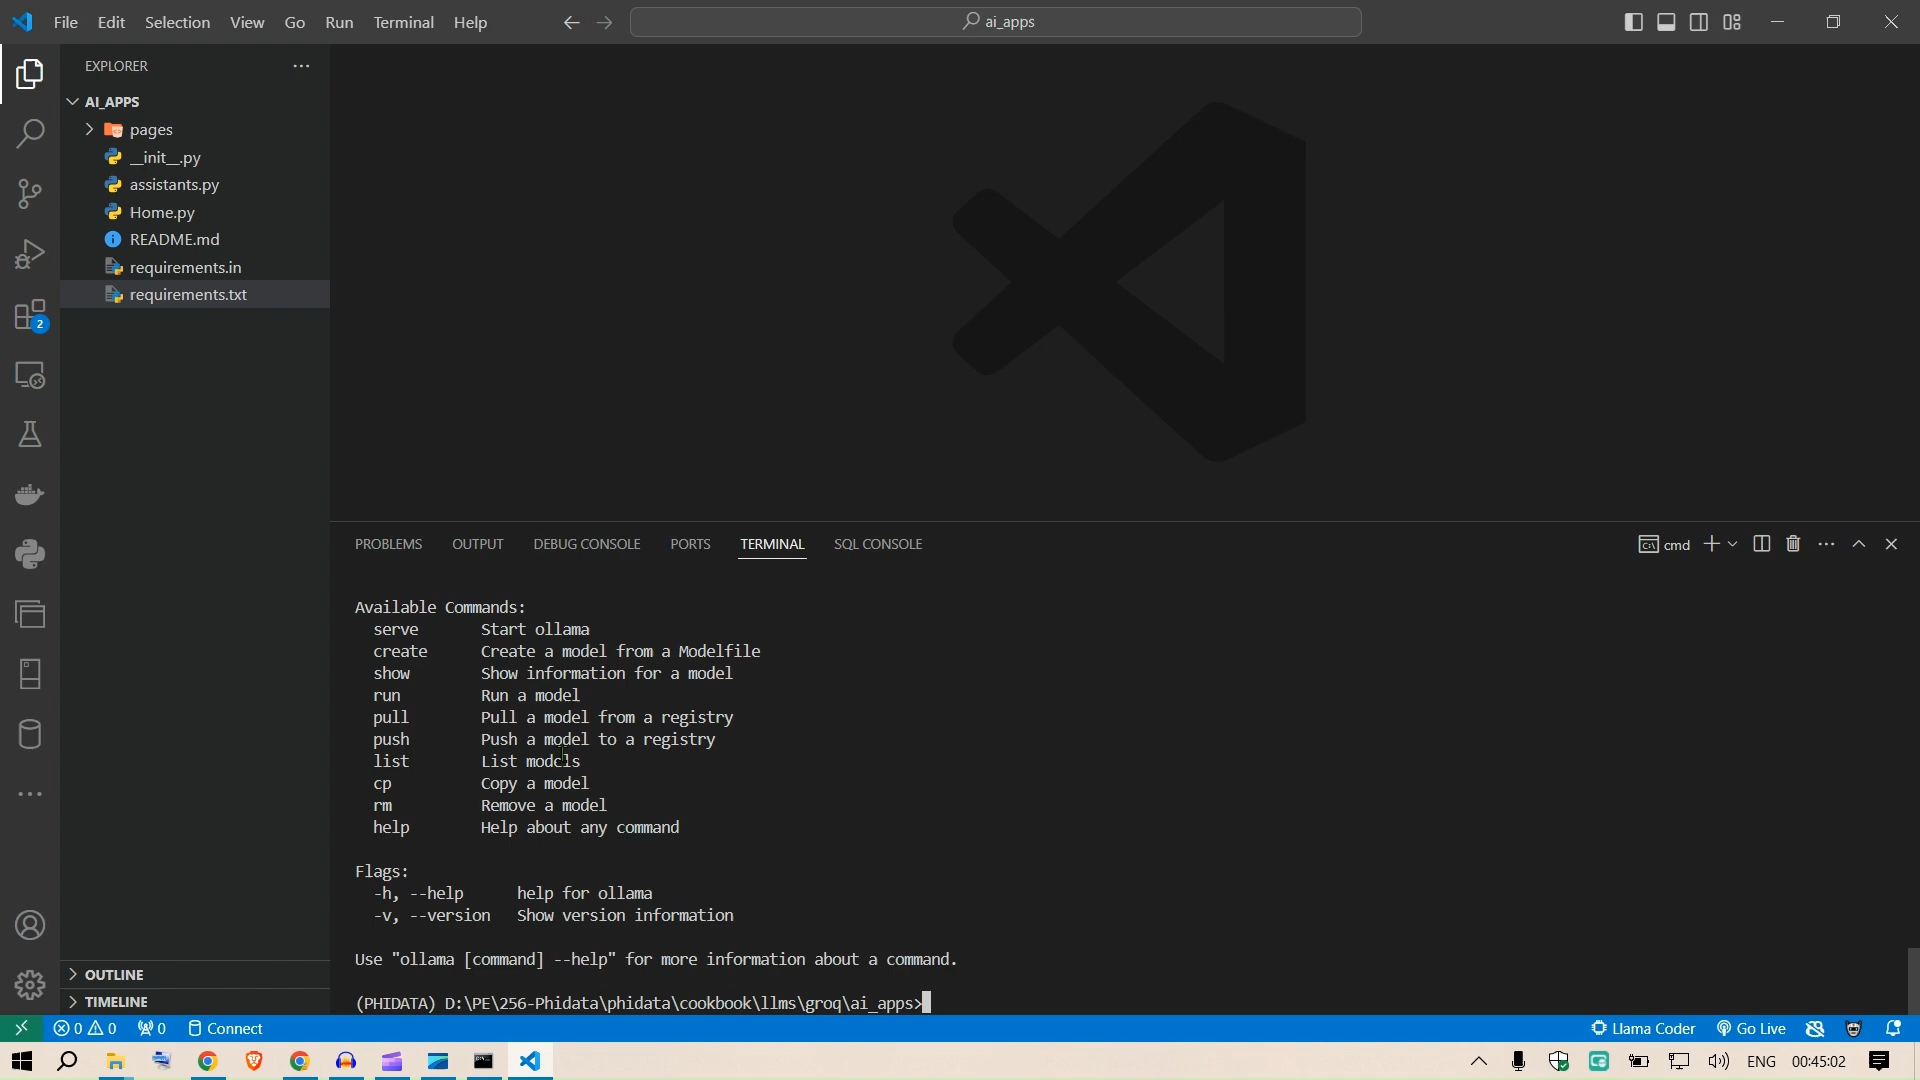 File Edit Selection View Go Run Terminal Help
ai_apps
EXPLORER
AI_APPS
pages
__init__.py
assistants.py
Home.py
README.md
requirements.in
requirements.txt
2
OUTLINE
TIMELINE
PROBLEMS OUTPUT DEBUG CONSOLE PORTS TERMINAL SQL CONSOLE
cmd
Available Commands:
serve Start ollama
create Create a model from a Modelfile
show Show information for a model
run Run a model
pull Pull a model from a registry
push Push a model to a registry
list List models
cp Copy a model
rm Remove a model
help Help about any command
Flags:
-h, --help help for ollama
-v, --version Show version information
Use "ollama [command] --help" for more information about a command.
(PHIDATA) D:\PE\256-Phidata\phidata\cookbook\llms\groq\ai_apps>
0 0 0 Connect
Llama Coder Go Live
ENG 00:45:02